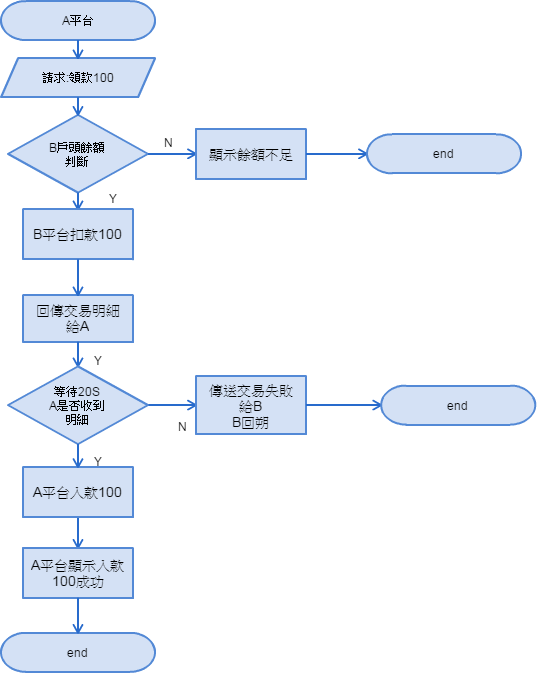 A平台
請求:領款100
B戶頭餘額
判斷
N
顯示餘額不足
end
Y
B平台扣款100
回傳交易明細
給A
Y
等待20S
A是否收到
明細
N
傳送交易失敗
給B
B回朔
end
Y
A平台入款100
A平台顯示入款
100成功
end